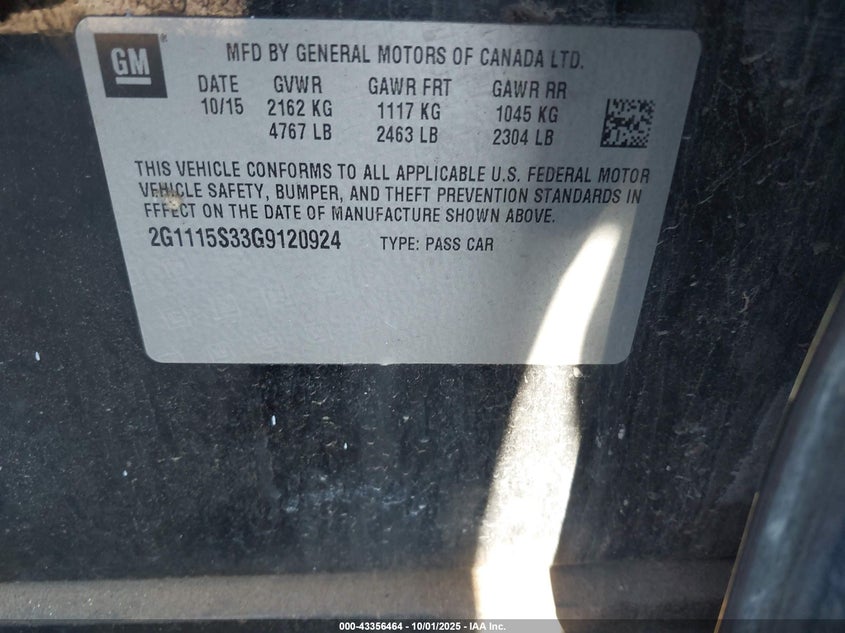 GM
MFD BY GENERAL MOTORS OF CANADA LTD.
DATE GVWR GAWR FRT GAWR RR
10/15 2162 KG 1117 KG 1045 KG
4767 LB 2463 LB 2304 LB
THIS VEHICLE CONFORMS TO ALL APPLICABLE U.S. FEDERAL MOTOR
VEHICLE SAFETY, BUMPER, AND THEFT PREVENTION STANDARDS IN
EFFECT ON THE DATE OF MANUFACTURE SHOWN ABOVE.
2G1115S33G9120924 TYPE: PASS CAR
000-43356464 - 10/01/2025 - IAA Inc.